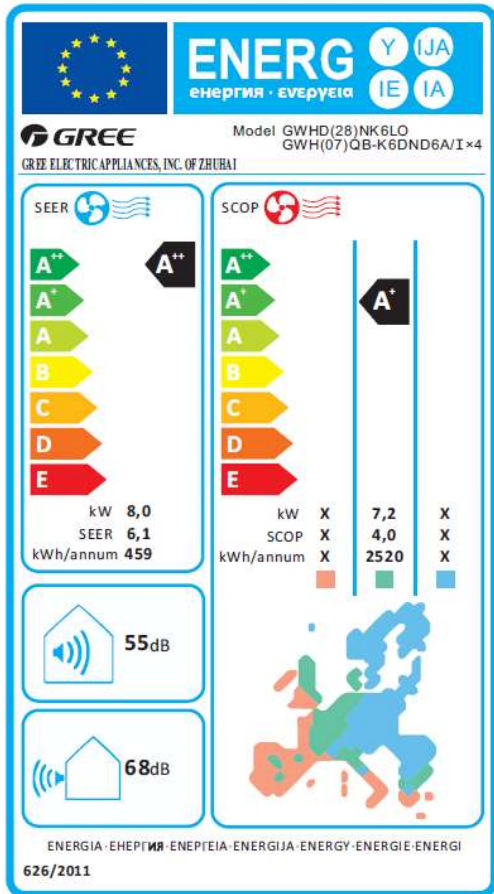 ENERG
енергия · ενεργεια
Y
IJA
IE
IA
GREE
Model GWHD(28)NK6LO
GWH(07)QB-K6DND6A/I×4
GREE ELECTRIC APPLIANCES, INC. OF ZHUHAI
SEER
A++
A++
A+
A
B
C
D
E
kW 8,0
SEER 6,1
kWh/annum 459
SCOP
A++
A+
A+
A
B
C
D
E
kW X 7,2 X
SCOP X 4,0 X
kWh/annum X 2520 X
55dB
68dB
ENERGIA·ЕНЕРГИЯ·ΕΝΕΡΓΕΙΑ·ENERGIJA·ENERGY·ENERGIE·ENERGI
626/2011